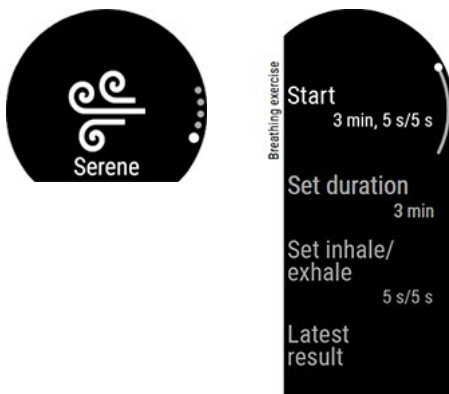 Serene
Breathing exercise
Start
3 min, 5 s/5 s
Set duration
3 min
Set inhale/
exhale
5 s/5 s
Latest
result